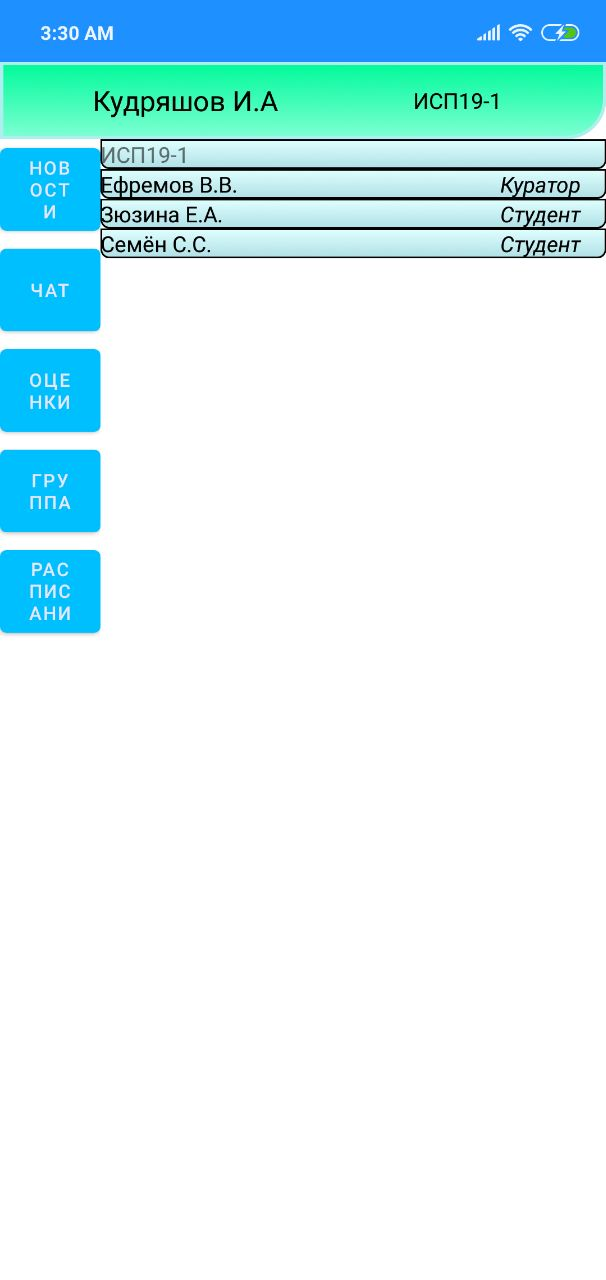 3:30 AM
Кудряшов И.А ИСП19-1
ИСП19-1
Ефремов В.В. Куратор
Зюзина Е.А. Студент
Семён С.С. Студент
НОВ
ОСТ
И
ЧАТ
ОЦЕ
НКИ
ГРУ
ППА
РАС
ПИС
АНИ